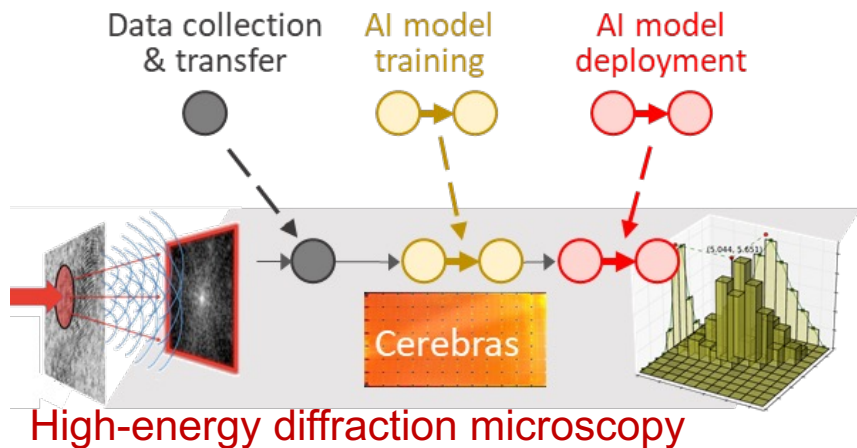 Data collection
& transfer
AI model
training
AI model
deployment
(5.044, 5.651)
Cerebras
High-energy diffraction microscopy